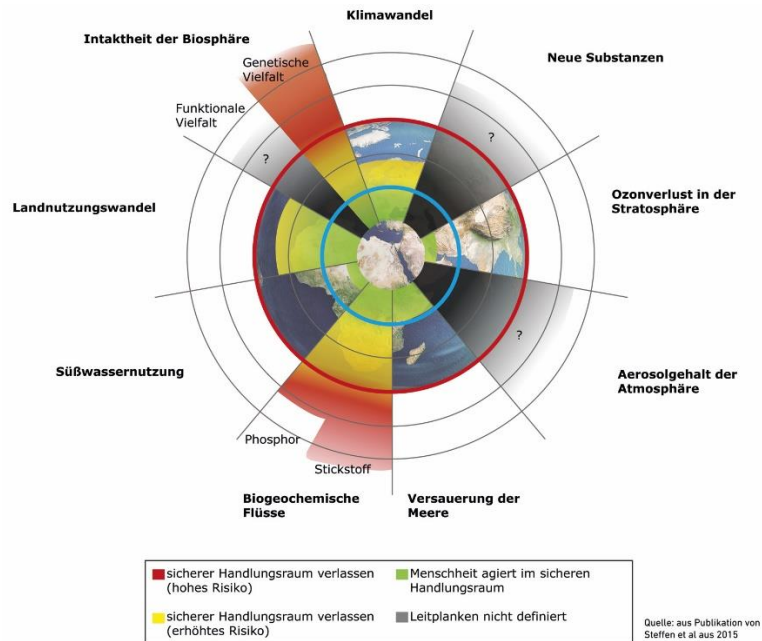 Klimawandel
Intaktheit der Biosphäre
Genetische
Vielfalt
Neue Substanzen
Funktionale
Vielfalt
?
?
Landnutzungswandel
Ozonverlust in der
Stratosphäre
?
Süßwassernutzung
Aerosolgehalt der
Atmosphäre
Phosphor
Stickstoff
Biogeochemische
Flüsse
Versauerung der
Meere
sicherer Handlungsraum verlassen
(hohes Risiko)
Menschheit agiert im sicheren
Handlungsraum
sicherer Handlungsraum verlassen
(erhöhtes Risiko)
Leitplanken nicht definiert
Quelle: aus Publikation von
Steffen et al aus 2015